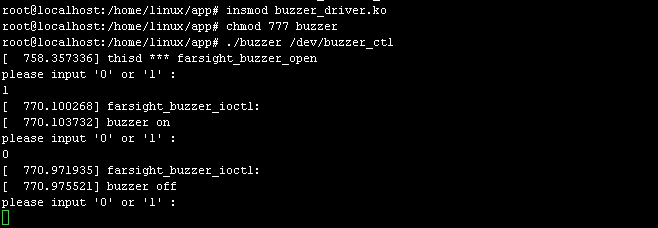 root@localhost:/home/linux/app# insmod buzzer_driver.ko
root@localhost:/home/linux/app# chmod 777 buzzer
root@localhost:/home/linux/app# ./buzzer /dev/buzzer_ctl
[  758.357336] thisd *** farsight_buzzer_open
please input '0' or '1' :
1
[  770.100268] farsight_buzzer_ioctl:
[  770.103732] buzzer on
please input '0' or '1' :
0
[  770.971935] farsight_buzzer_ioctl:
[  770.975521] buzzer off
please input '0' or '1' :